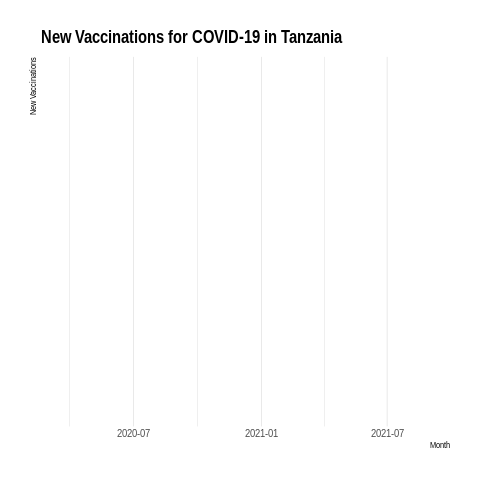 New Vaccinations for COVID-19 in Tanzania
New Vaccinations
2020-07
2021-01
2021-07
Month